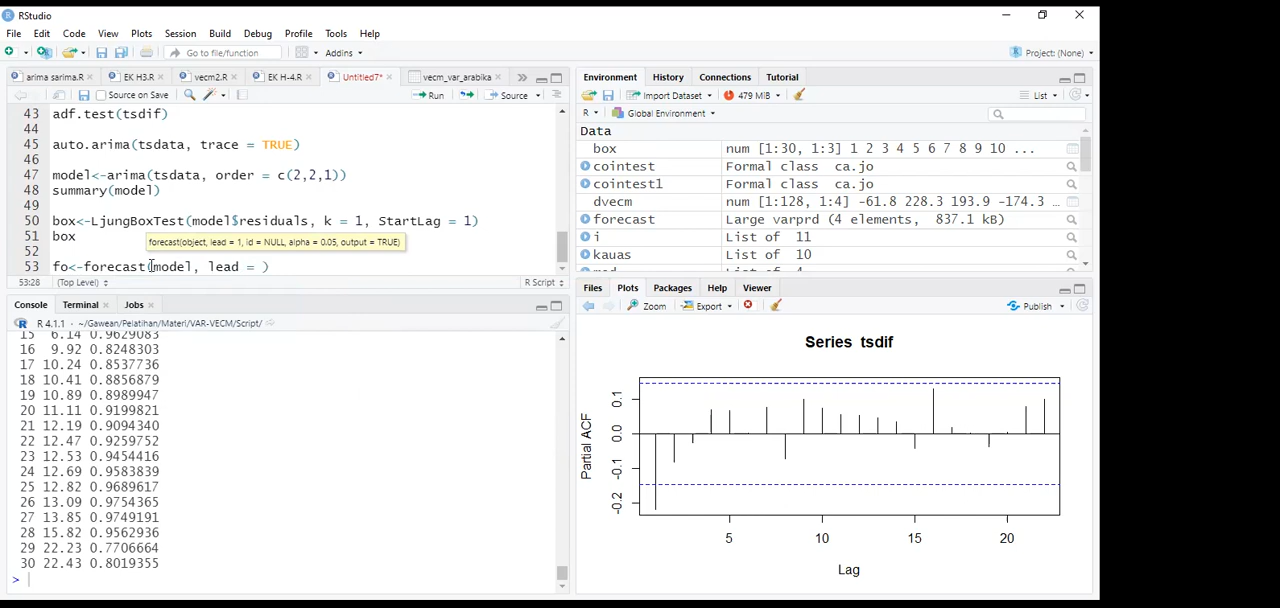 RStudio
File Edit Code View Plots Session Build Debug Profile Tools Help
Go to file/function Addins Project: (None)
arima sarima.R EK H3.R vecm2.R EK H-4.R Untitled7* vecm_var_arabika
Source on Save Run Source
43 adf.test(tsdif)
44
45 auto.arima(tsdata, trace = TRUE)
46
47 model<-arima(tsdata, order = c(2,2,1))
48 summary(model)
49
50 box<-LjungBoxTest(model$residuals, k = 1, StartLag = 1)
51 box
forecast(object, lead = 1, id = NULL, alpha = 0.05, output = TRUE)
52
53 fo<-forecast(model, lead = )
53:28 (Top Level) R Script
Console Terminal Jobs
R 4.1.1 · ~/Gawean/Pelatihan/Materi/VAR-VECM/Script/
15 6.14 0.9629083
16 9.92 0.8248303
17 10.24 0.8537736
18 10.41 0.8856879
19 10.89 0.8989947
20 11.11 0.9199821
21 12.19 0.9094340
22 12.47 0.9259752
23 12.53 0.9454416
24 12.69 0.9583839
25 12.82 0.9689617
26 13.09 0.9754365
27 13.85 0.9749191
28 15.82 0.9562936
29 22.23 0.7706664
30 22.43 0.8019355
>
Environment History Connections Tutorial
Import Dataset 479 MiB List
R Global Environment
Data
box num [1:30, 1:3] 1 2 3 4 5 6 7 8 9 10 ...
cointest Formal class ca.jo
cointest1 Formal class ca.jo
dvecm num [1:128, 1:4] -61.8 228.3 193.9 -174.3 ...
forecast Large varprd (4 elements, 837.1 kB)
i List of 11
kauas List of 10
Files Plots Packages Help Viewer
Zoom Export Publish
Series tsdif
Partial ACF
0.1
0.0
-0.1
-0.2
5 10 15 20
Lag